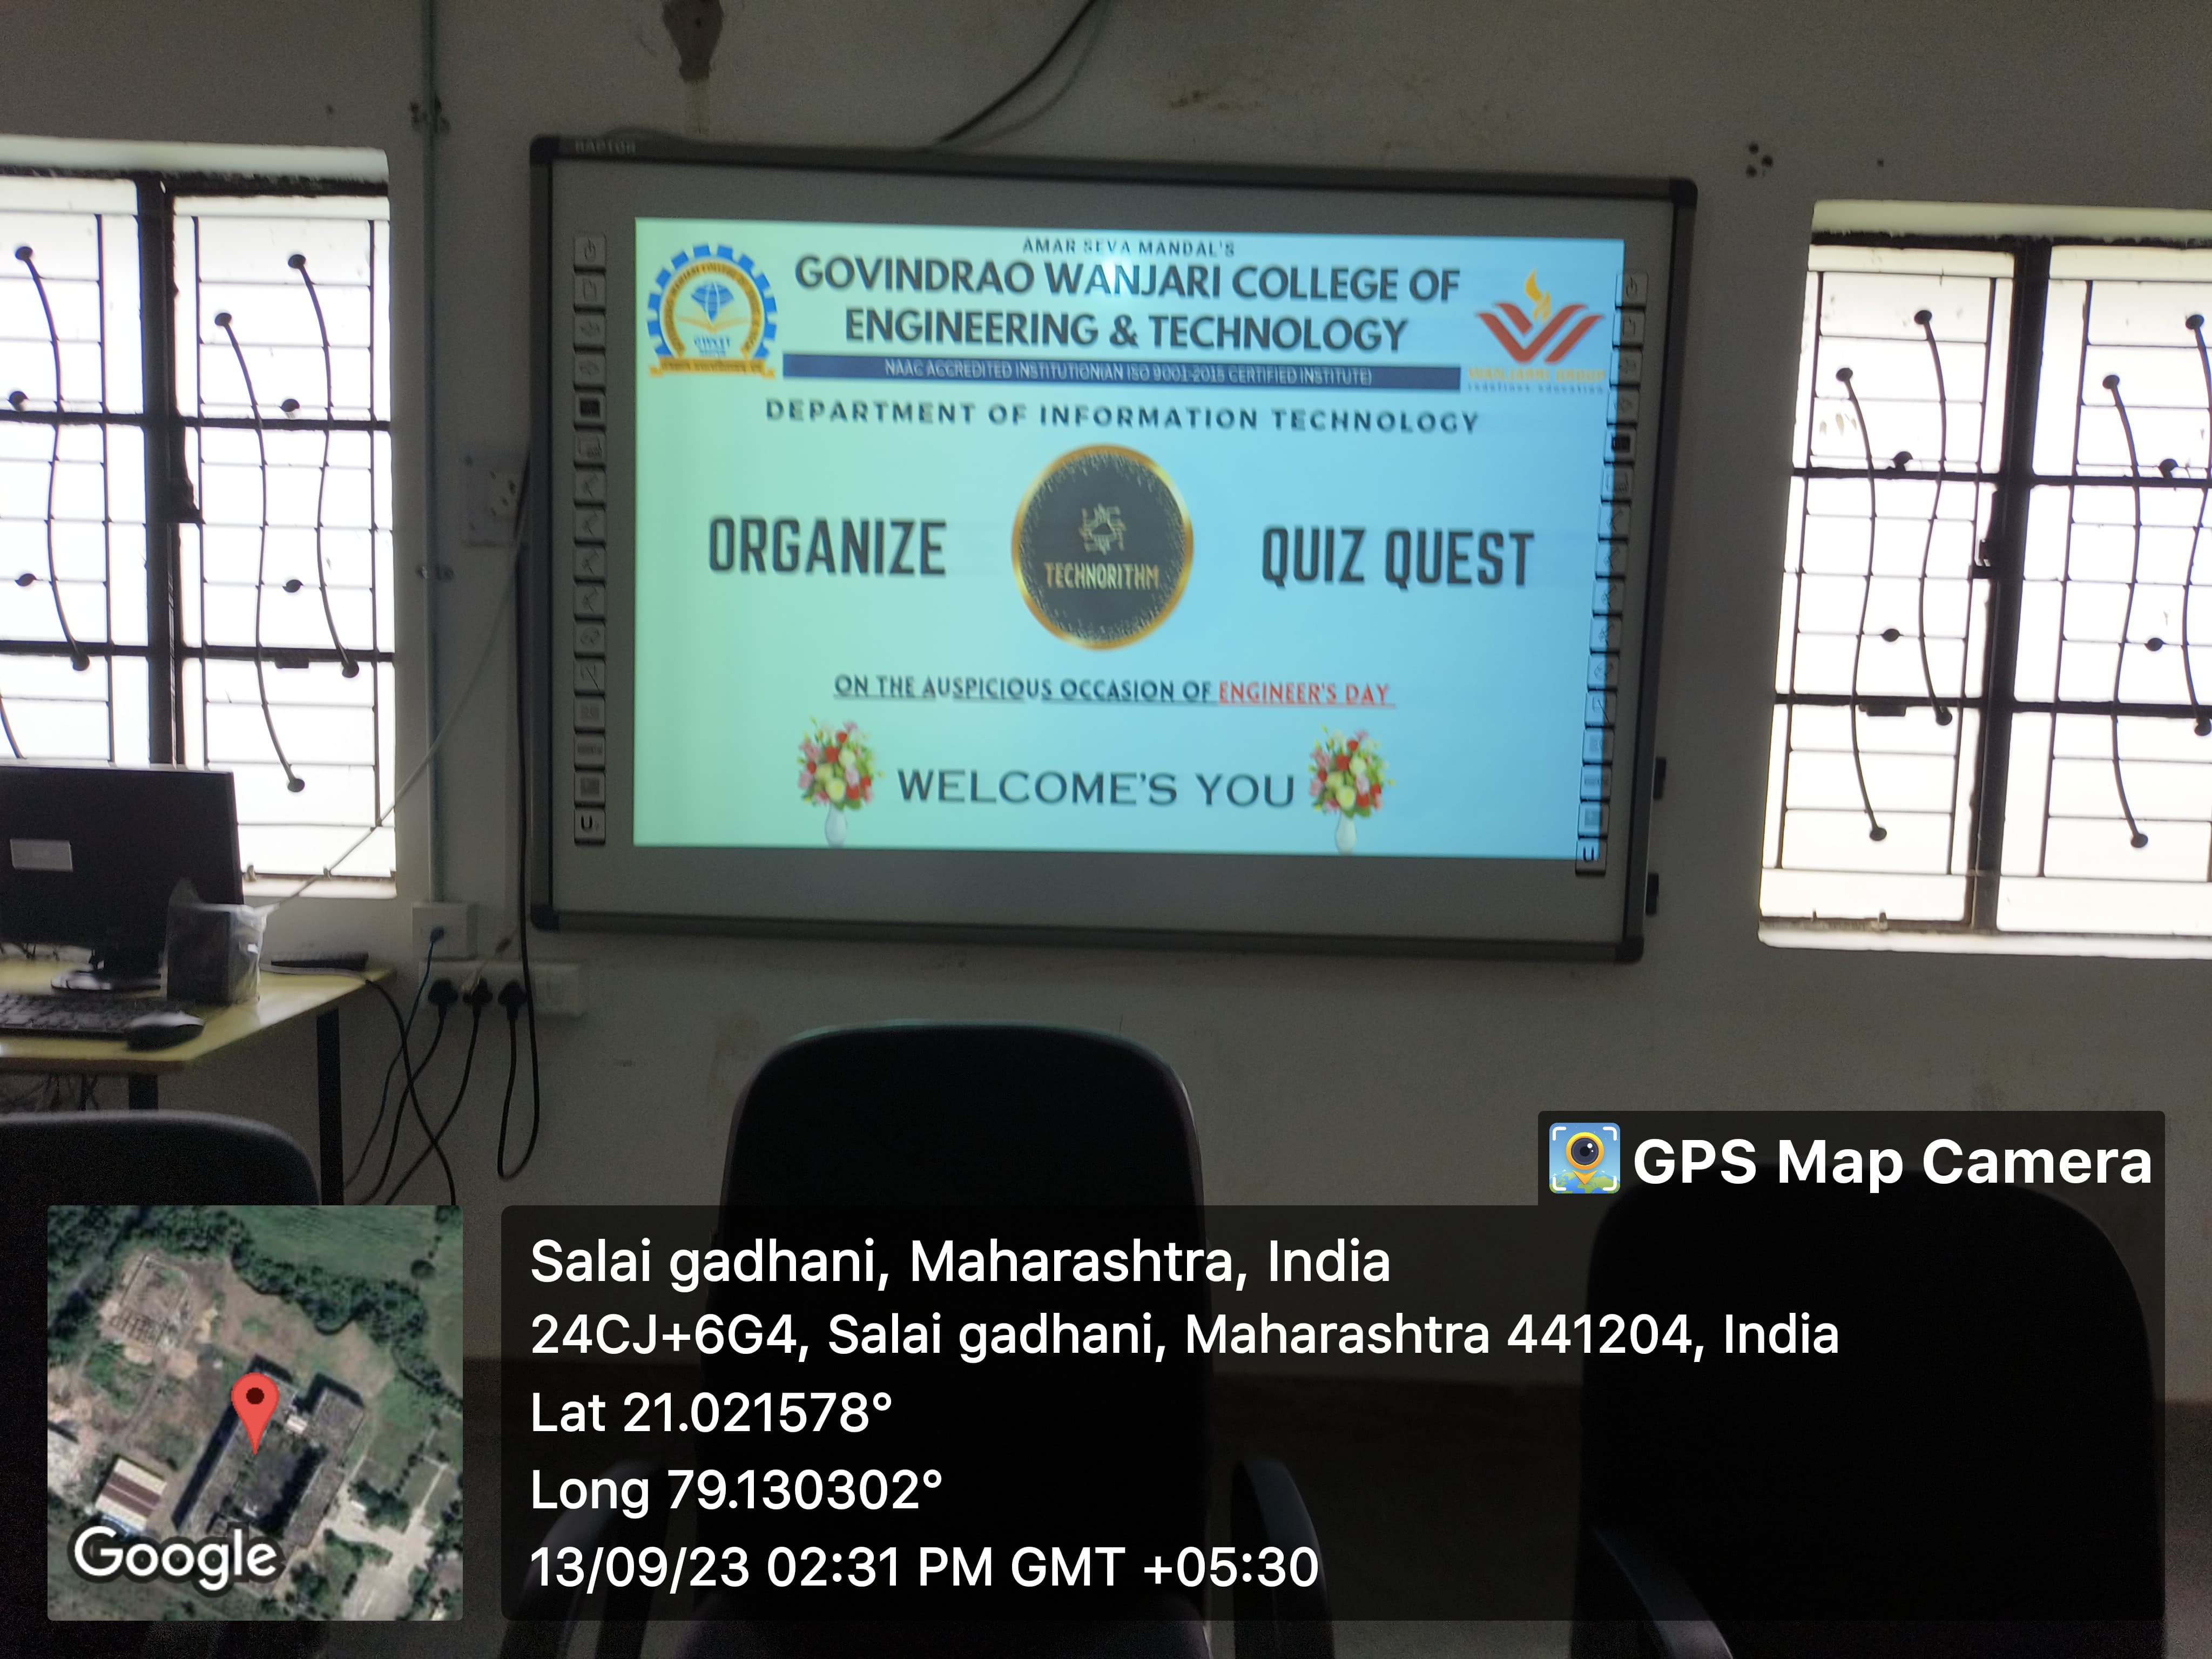 RAPTOR
AMAR SEVA MANDAL'S
GOVINDRAO WANJARI COLLEGE OF
ENGINEERING & TECHNOLOGY
NAAC ACCREDITED INSTITUTION(AN ISO 9001-2015 CERTIFIED INSTITUTE)
WANJARRI GROUP
DEPARTMENT OF INFORMATION TECHNOLOGY
ORGANIZE
TECHNORITHM
QUIZ QUEST
ON THE AUSPICIOUS OCCASION OF ENGINEER'S DAY
WELCOME'S YOU
GPS Map Camera
Salai gadhani, Maharashtra, India
24CJ+6G4, Salai gadhani, Maharashtra 441204, India
Lat 21.021578°
Long 79.130302°
13/09/23 02:31 PM GMT +05:30
Google